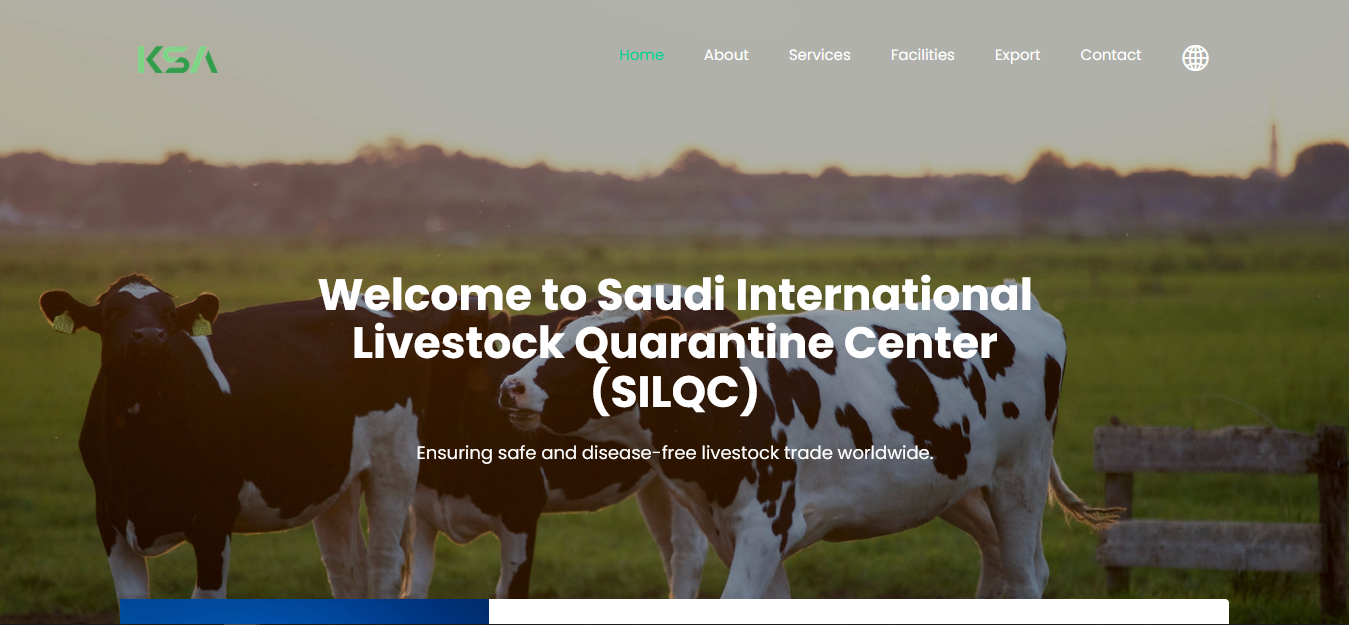 KSA
Home About Services Facilities Export Contact
Welcome to Saudi International
Livestock Quarantine Center
(SILQC)
Ensuring safe and disease-free livestock trade worldwide.